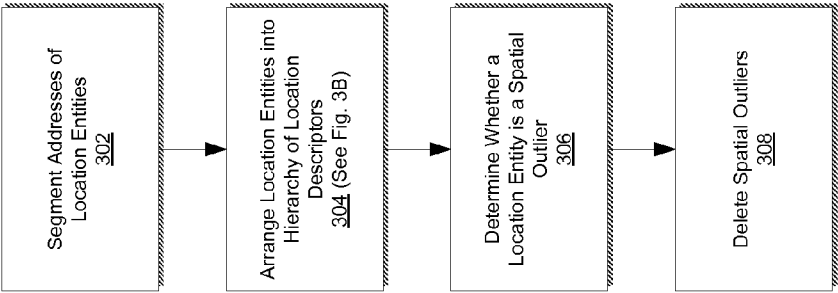 Segment Addresses of
Location Entities
302
Arrange Location Entities into
Hierarchy of Location
Descriptors
304 (See Fig. 3B)
Determine Whether a
Location Entity is a Spatial
Outlier
306
Delete Spatial Outliers
308